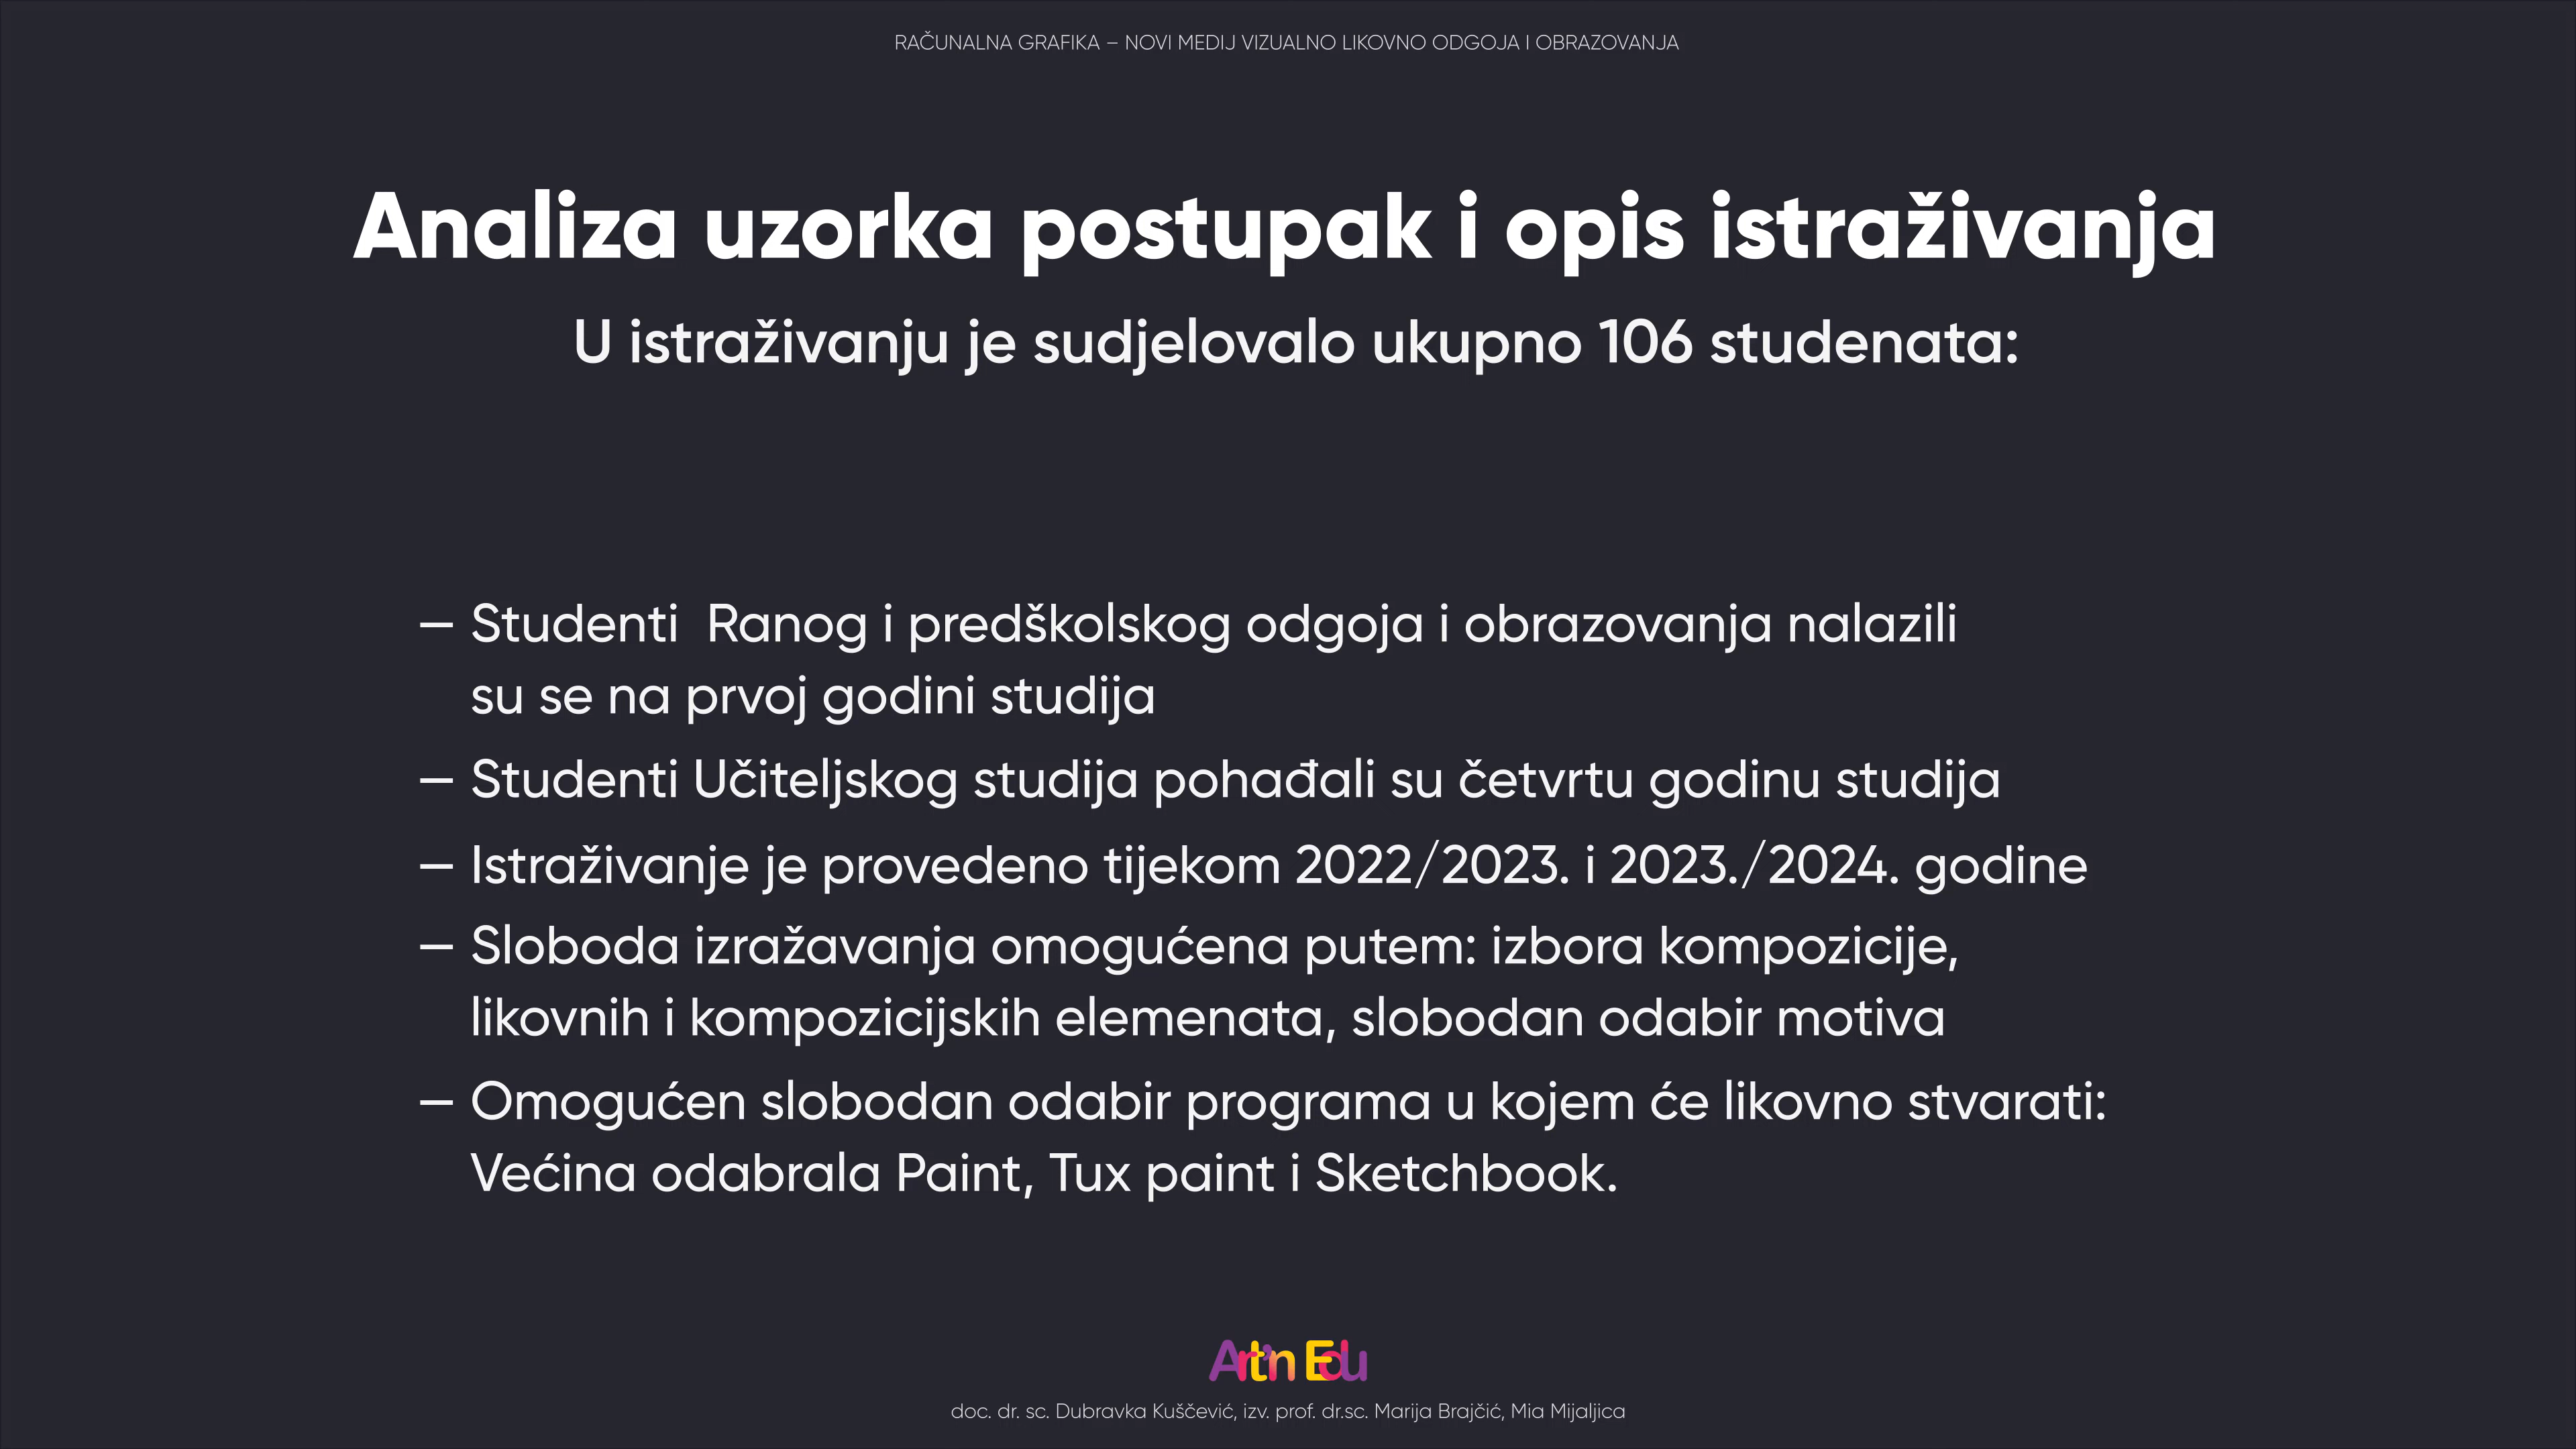 RAČUNALNA GRAFIKA – NOVI MEDIJ VIZUALNO LIKOVNO ODGOJA I OBRAZOVANJA
Analiza uzorka postupak i opis istraživanja
U istraživanju je sudjelovalo ukupno 106 studenata:
— Studenti  Ranog i predškolskog odgoja i obrazovanja nalazili
su se na prvoj godini studija
— Studenti Učiteljskog studija pohađali su četvrtu godinu studija
— Istraživanje je provedeno tijekom 2022/2023. i 2023./2024. godine
— Sloboda izražavanja omogućena putem: izbora kompozicije,
likovnih i kompozicijskih elemenata, slobodan odabir motiva
— Omogućen slobodan odabir programa u kojem će likovno stvarati:
Većina odabrala Paint, Tux paint i Sketchbook.
Art'n Edu
doc. dr. sc. Dubravka Kuščević, izv. prof. dr.sc. Marija Brajčić, Mia Mijaljica